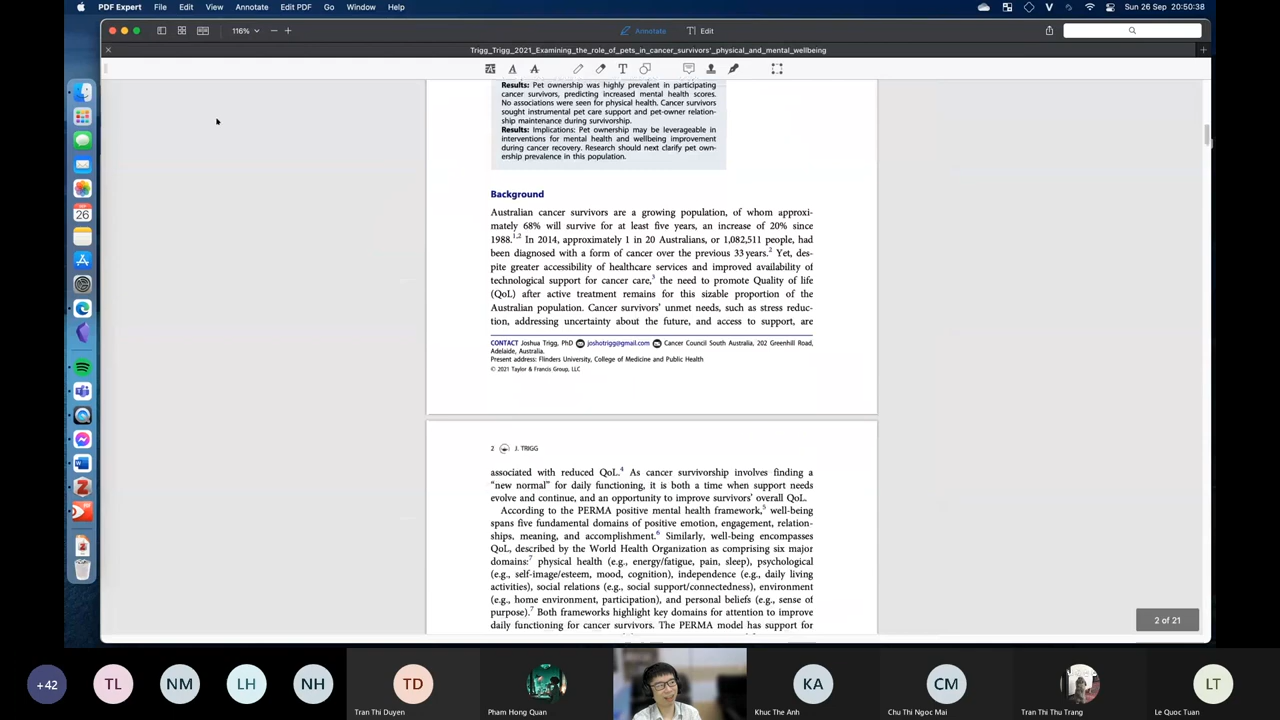 PDF Expert File Edit View Annotate Edit PDF Go Window Help
Sun 26 Sep 20:50:38
116%
Annotate
Edit
Trigg_Trigg_2021_Examining_the_role_of_pets_in_cancer_survivors'_physical_and_mental_wellbeing
Results: Pet ownership was highly prevalent in participating
cancer survivors, predicting increased mental health scores.
No associations were seen for physical health. Cancer survivors
sought instrumental pet care support and pet-owner relation-
ship maintenance during survivorship.
Results: Implications: Pet ownership may be leverageable in
interventions for mental health and wellbeing improvement
during cancer recovery. Research should next clarify pet own-
ership prevalence in this population.
Background
Australian cancer survivors are a growing population, of whom approxi-
mately 68% will survive for at least five years, an increase of 20% since
1988.1,2 In 2014, approximately 1 in 20 Australians, or 1,082,511 people, had
been diagnosed with a form of cancer over the previous 33 years.2 Yet, des-
pite greater accessibility of healthcare services and improved availability of
technological support for cancer care,3 the need to promote Quality of life
(QoL) after active treatment remains for this sizable proportion of the
Australian population. Cancer survivors' unmet needs, such as stress reduc-
tion, addressing uncertainty about the future, and access to support, are
CONTACT Joshua Trigg, PhD joshotrigg@gmail.com Cancer Council South Australia, 202 Greenhill Road,
Adelaide, Australia.
Present address: Flinders University, College of Medicine and Public Health
© 2021 Taylor & Francis Group, LLC
2 J. TRIGG
associated with reduced QoL.4 As cancer survivorship involves finding a
"new normal" for daily functioning, it is both a time when support needs
evolve and continue, and an opportunity to improve survivors' overall QoL.
According to the PERMA positive mental health framework,5 well-being
spans five fundamental domains of positive emotion, engagement, relation-
ships, meaning, and accomplishment.6 Similarly, well-being encompasses
QoL, described by the World Health Organization as comprising six major
domains:7 physical health (e.g., energy/fatigue, pain, sleep), psychological
(e.g., self-image/esteem, mood, cognition), independence (e.g., daily living
activities), social relations (e.g., social support/connectedness), environment
(e.g., home environment, participation), and personal beliefs (e.g., sense of
purpose).7 Both frameworks highlight key domains for attention to improve
daily functioning for cancer survivors. The PERMA model has support for
2 of 21
26
+42
TL
NM
LH
NH
TD
KA
CM
LT
Tran Thi Duyen
Pham Hong Quan
Khuc The Anh
Chu Thi Ngoc Mai
Tran Thi Thu Trang
Le Quoc Tuan